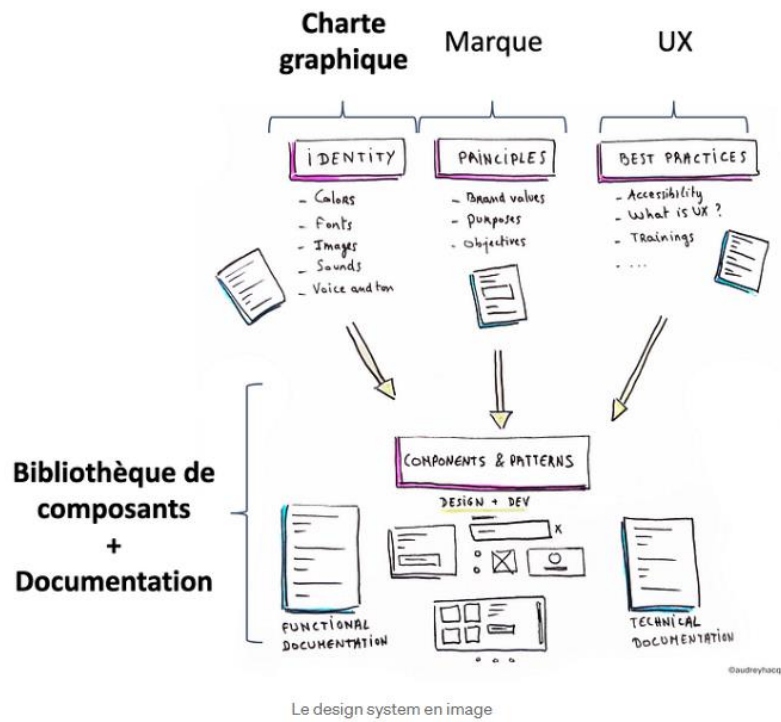 Charte
graphique
Marque
UX
iDENTITY
- Colors
- Fonts
- Images
- Sounds
- Voice and ton
PRiNCiPLES
- Brand values
- purposes
- objectives
BEST PRACTICES
- Accessibility
- What is UX ?
- TRainings
- ...
Bibliothèque de
composants
+
Documentation
COMPONENTS & PATTERNS
DESIGN + DEV
x
FUNCTIONAL
DOCUMENTATION
TECHNICAL
DOCUMENTATION
©audreyhacq
Le design system en image